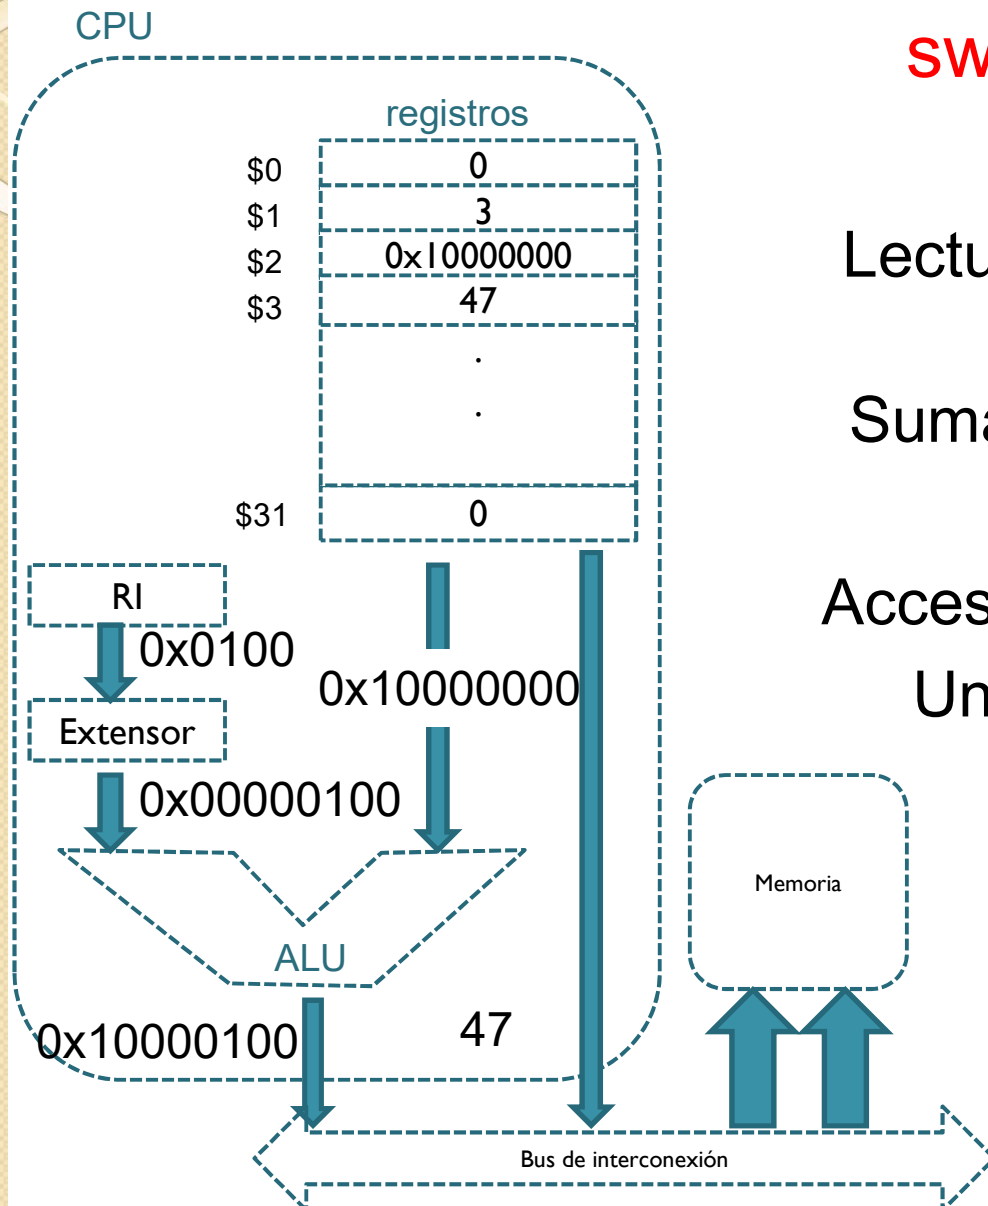 CPU
sw
registros
$0 0
$1 3
$2 0x10000000
$3 47
.
.
$31 0
Lectu
Suma
Acces
Un
RI
0x0100
0x10000000
Extensor
0x00000100
Memoria
ALU
0x10000100
47
Bus de interconexión